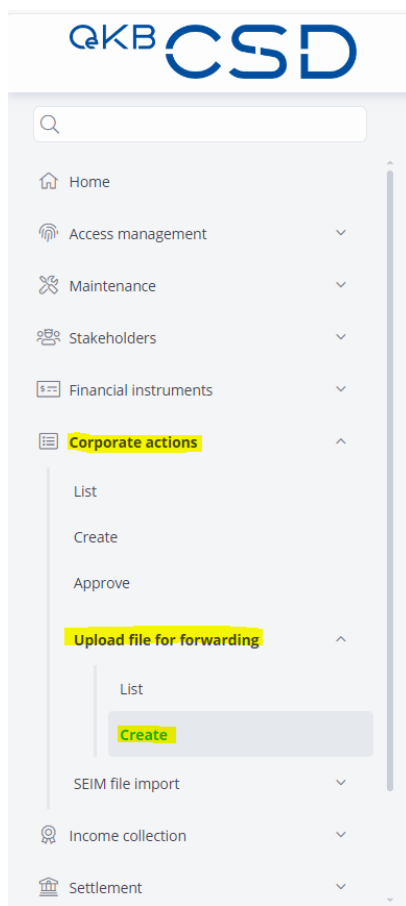 OeKB CSD
Home
Access management
Maintenance
Stakeholders
Financial instruments
Corporate actions
List
Create
Approve
Upload file for forwarding
List
Create
SEIM file import
Income collection
Settlement